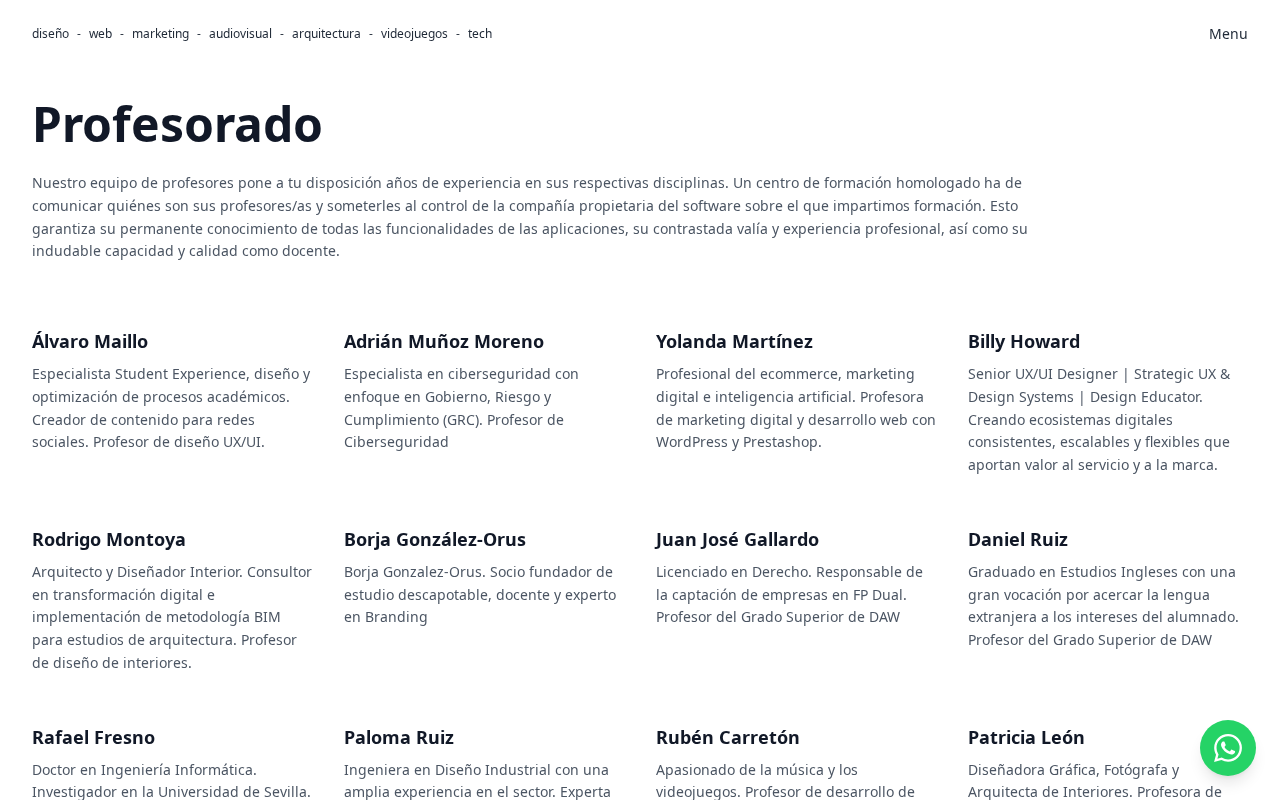 diseño - web - marketing - audiovisual - arquitectura - videojuegos - tech
Menu
Profesorado
Nuestro equipo de profesores pone a tu disposición años de experiencia en sus respectivas disciplinas. Un centro de formación homologado ha de
comunicar quiénes son sus profesores/as y someterles al control de la compañía propietaria del software sobre el que impartimos formación. Esto
garantiza su permanente conocimiento de todas las funcionalidades de las aplicaciones, su contrastada valía y experiencia profesional, así como su
indudable capacidad y calidad como docente.
Álvaro Maillo
Especialista Student Experience, diseño y
optimización de procesos académicos.
Creador de contenido para redes
sociales. Profesor de diseño UX/UI.
Adrián Muñoz Moreno
Especialista en ciberseguridad con
enfoque en Gobierno, Riesgo y
Cumplimiento (GRC). Profesor de
Ciberseguridad
Yolanda Martínez
Profesional del ecommerce, marketing
digital e inteligencia artificial. Profesora
de marketing digital y desarrollo web con
WordPress y Prestashop.
Billy Howard
Senior UX/UI Designer | Strategic UX &
Design Systems | Design Educator.
Creando ecosistemas digitales
consistentes, escalables y flexibles que
aportan valor al servicio y a la marca.
Rodrigo Montoya
Arquitecto y Diseñador Interior. Consultor
en transformación digital e
implementación de metodología BIM
para estudios de arquitectura. Profesor
de diseño de interiores.
Borja González-Orus
Borja Gonzalez-Orus. Socio fundador de
estudio descapotable, docente y experto
en Branding
Juan José Gallardo
Licenciado en Derecho. Responsable de
la captación de empresas en FP Dual.
Profesor del Grado Superior de DAW
Daniel Ruiz
Graduado en Estudios Ingleses con una
gran vocación por acercar la lengua
extranjera a los intereses del alumnado.
Profesor del Grado Superior de DAW
Rafael Fresno
Doctor en Ingeniería Informática.
Investigador en la Universidad de Sevilla.
Paloma Ruiz
Ingeniera en Diseño Industrial con una
amplia experiencia en el sector. Experta
Rubén Carretón
Apasionado de la música y los
videojuegos. Profesor de desarrollo de
Patricia León
Diseñadora Gráfica, Fotógrafa y
Arquitecta de Interiores. Profesora de